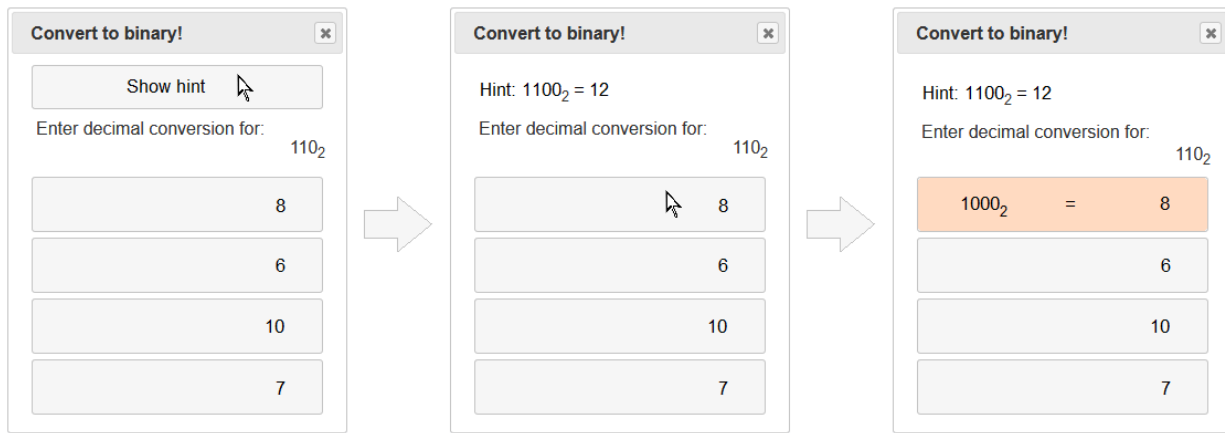 Convert to binary!
Show hint
Enter decimal conversion for:
110₂
8
6
10
7
Convert to binary!
Hint: 1100₂ = 12
Enter decimal conversion for:
110₂
8
6
10
7
Convert to binary!
Hint: 1100₂ = 12
Enter decimal conversion for:
110₂
1000₂ = 8
6
10
7